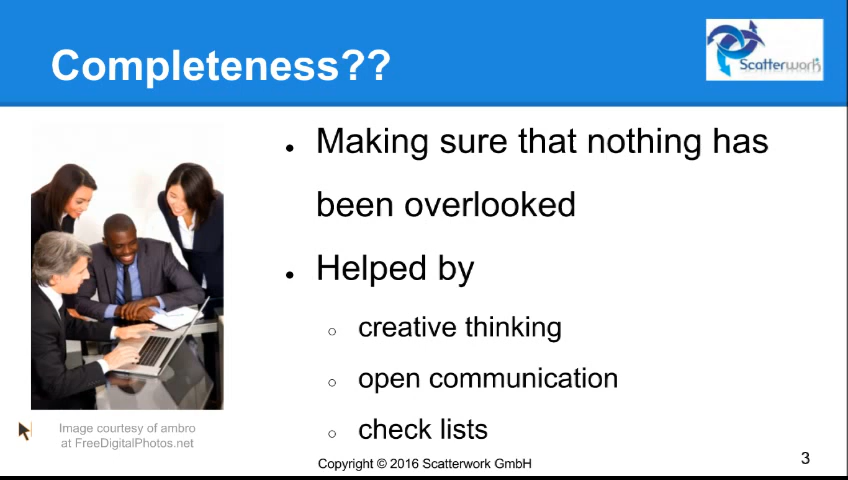 Completeness??
Scatterwork
• Making sure that nothing has
been overlooked
• Helped by
○ creative thinking
○ open communication
○ check lists
Image courtesy of ambro
at FreeDigitalPhotos.net
Copyright © 2016 Scatterwork GmbH
3